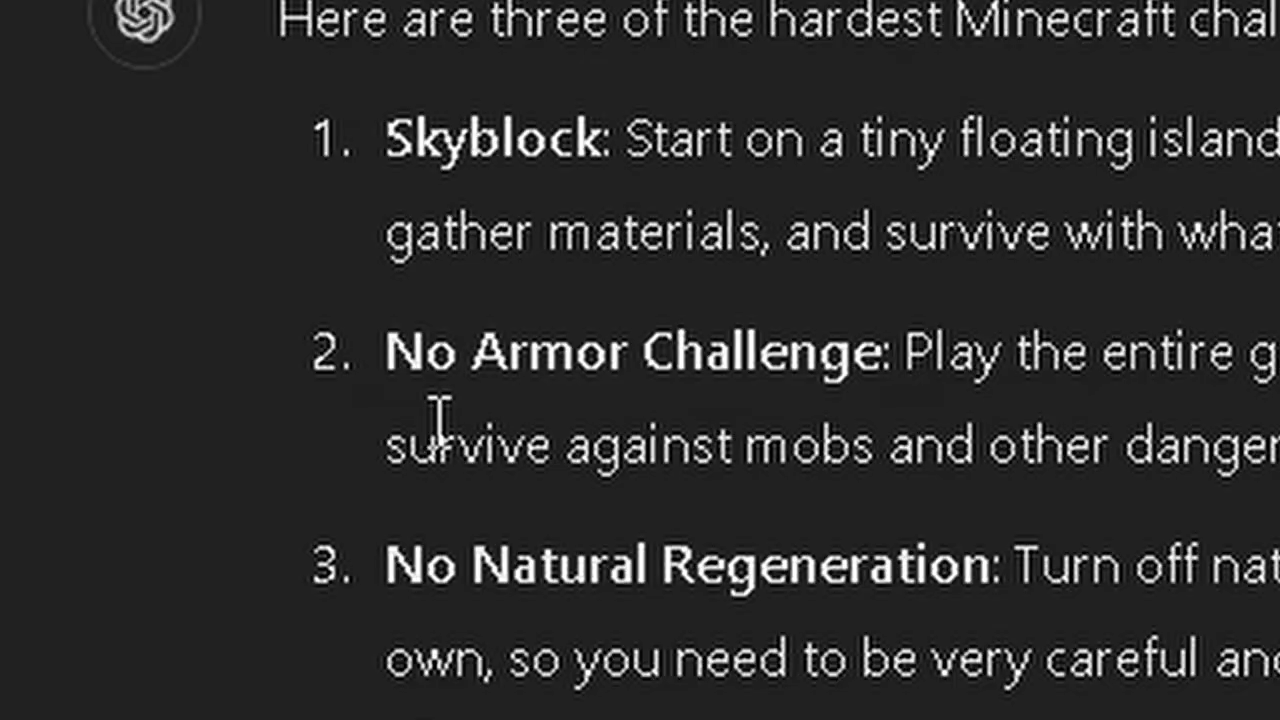 Here are three of the hardest Minecraft chal
1. Skyblock: Start on a tiny floating island
gather materials, and survive with wha
2. No Armor Challenge: Play the entire g
survive against mobs and other danger
3. No Natural Regeneration: Turn off nat
own, so you need to be very careful and